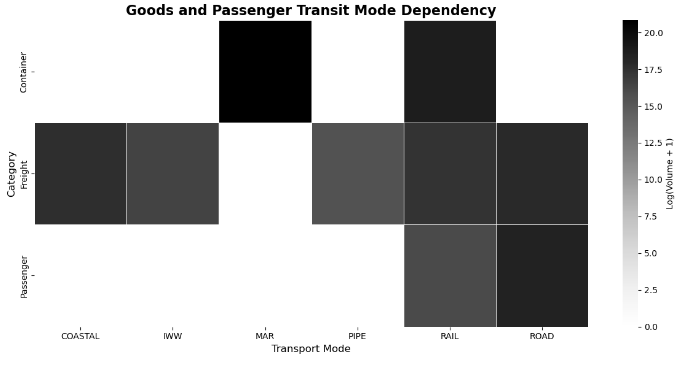 Goods and Passenger Transit Mode Dependency
Category
Container
Freight
Passenger
COASTAL IWW MAR PIPE RAIL ROAD
Transport Mode
20.0
17.5
15.0
12.5
10.0
7.5
5.0
2.5
0.0
Log(Volume + 1)